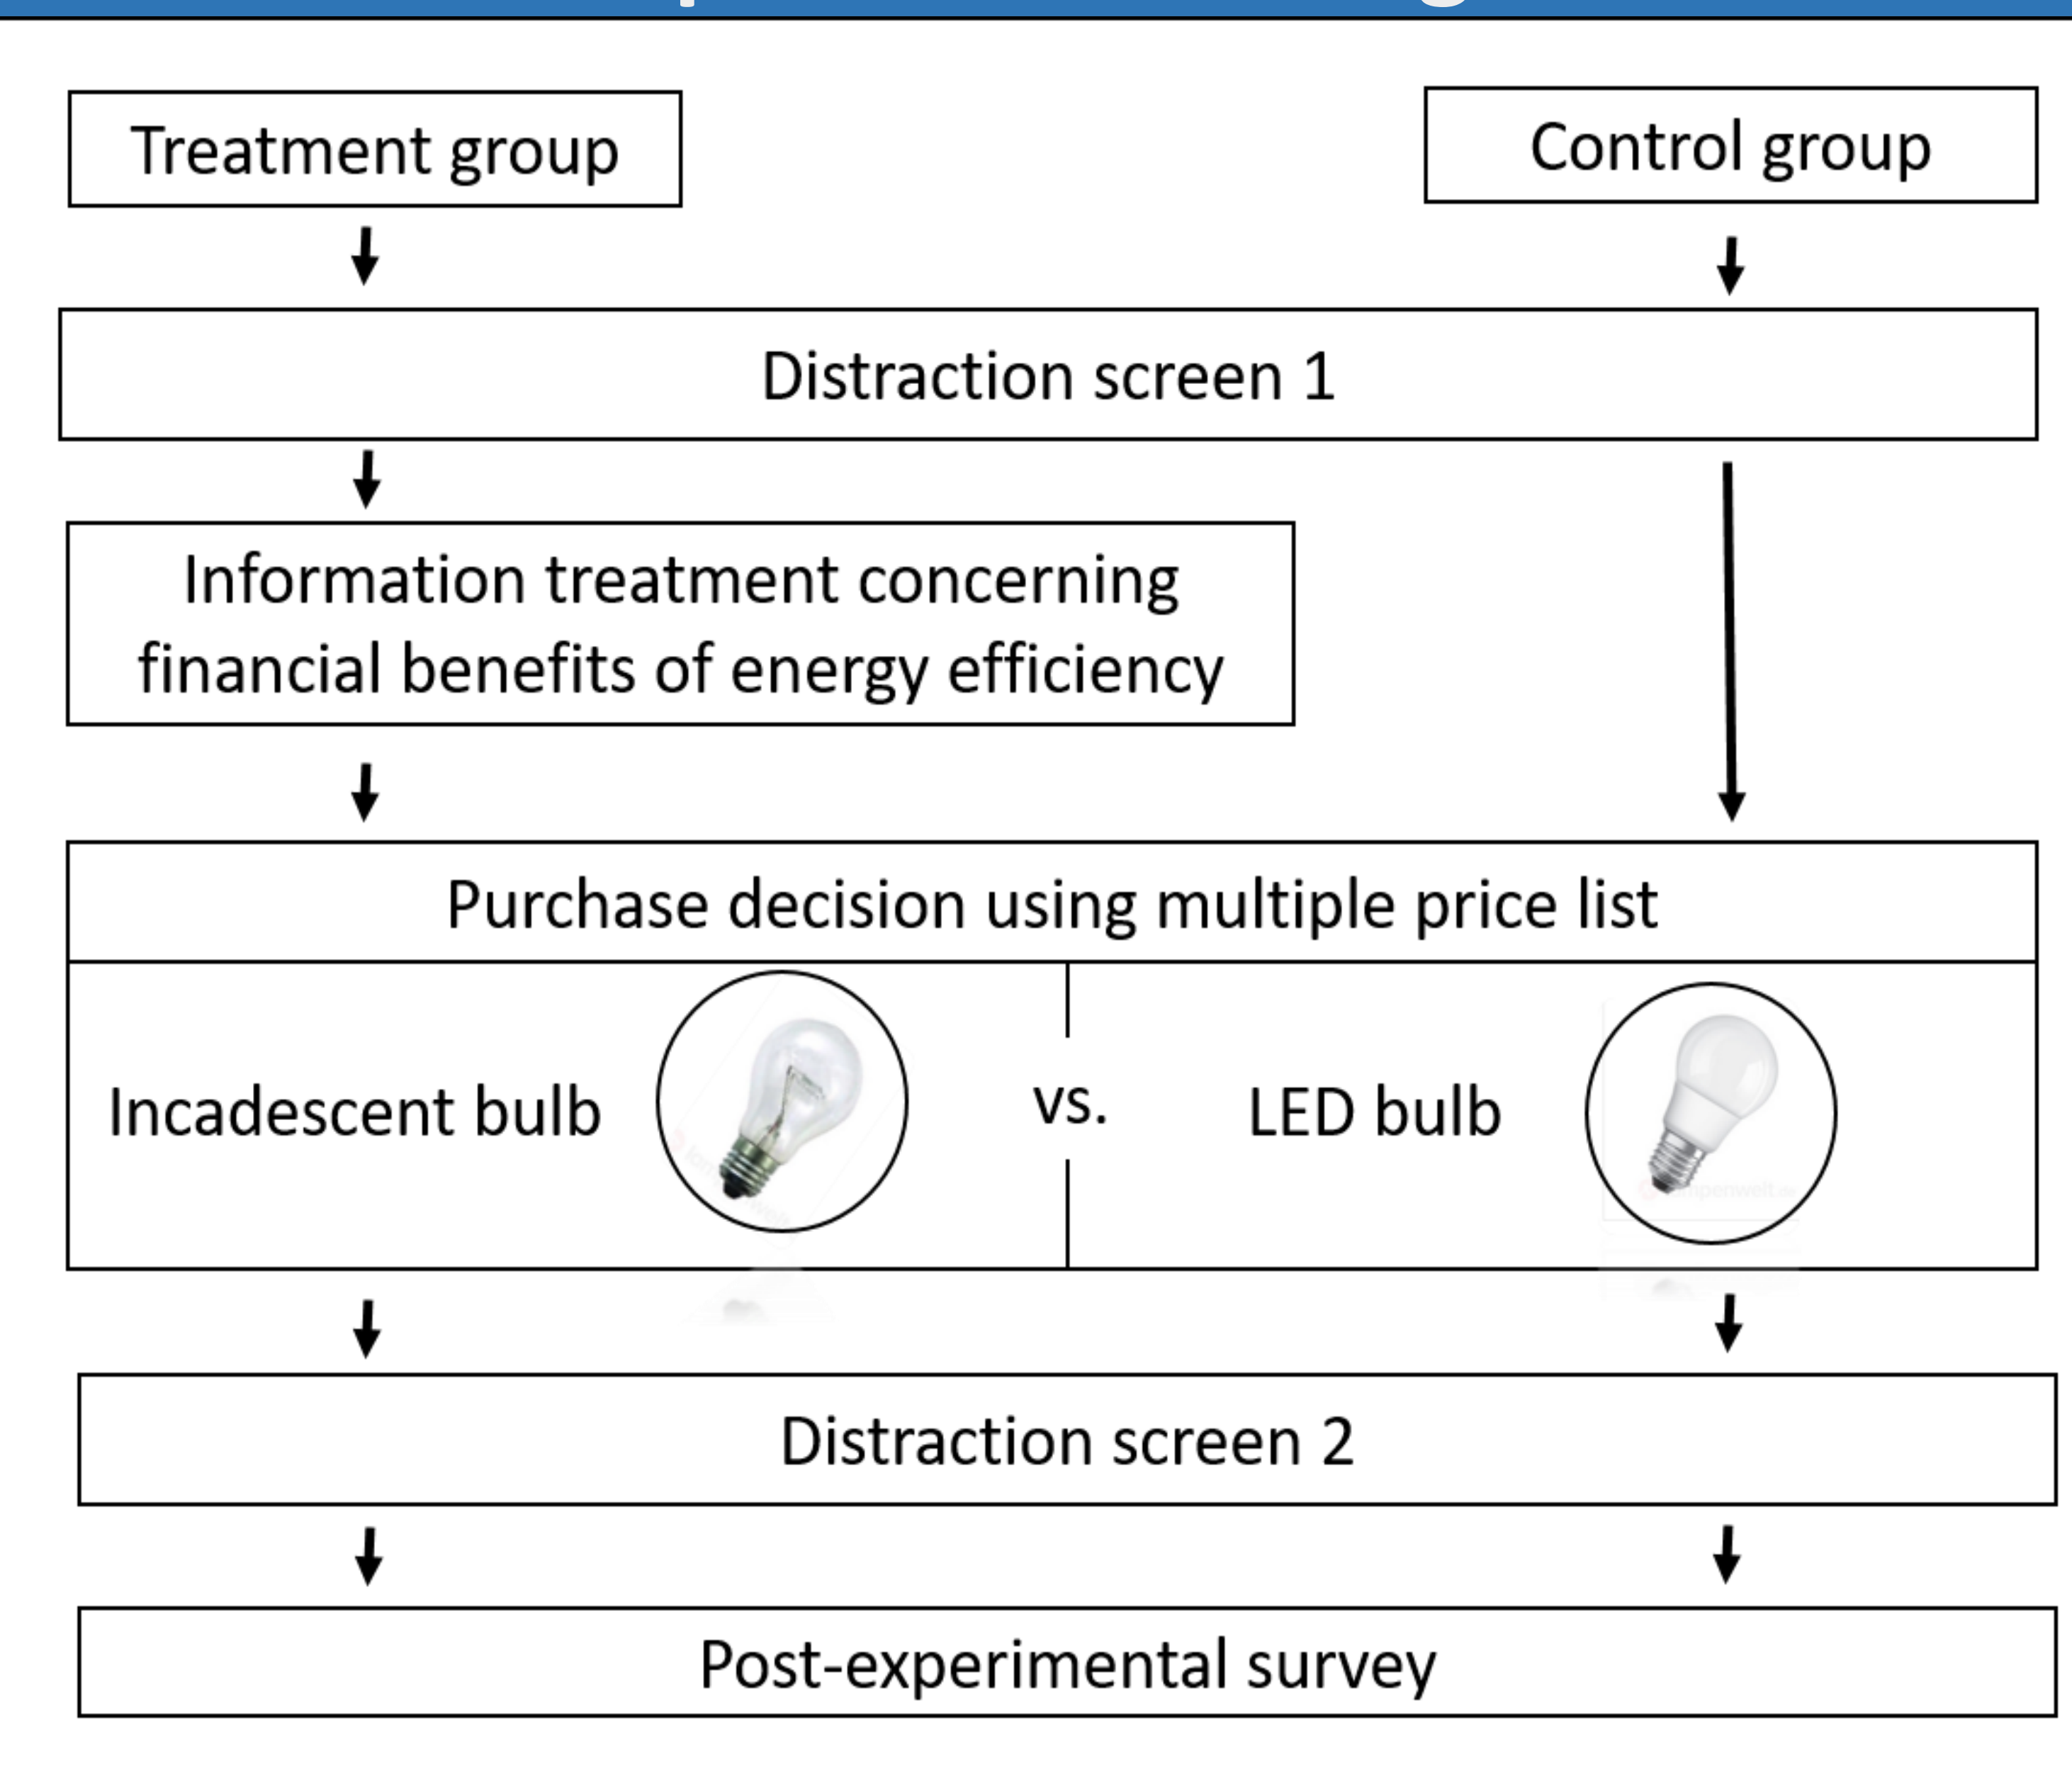 Treatment group
Control group
Distraction screen 1
Information treatment concerning
financial benefits of energy efficiency
Purchase decision using multiple price list
Incadescent bulb
vs.
LED bulb
Distraction screen 2
Post-experimental survey